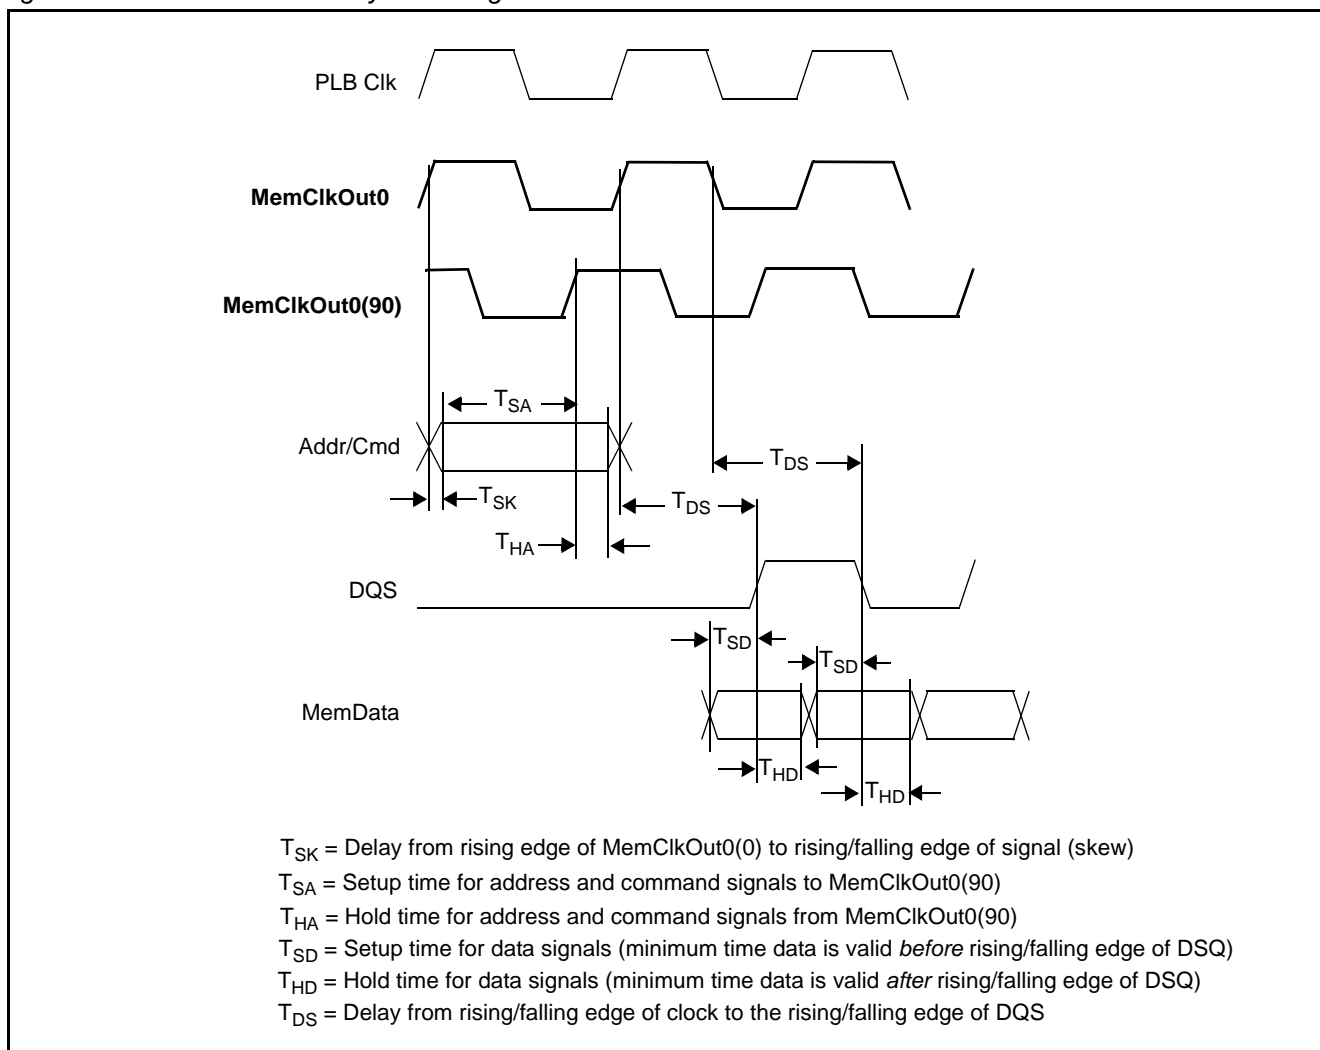 PLB Clk
MemClkOut0
MemClkOut0(90)
TSA
Addr/Cmd
TDS
TSK
TDS
THA
DQS
TSD
TSD
MemData
THD
THD
TSK = Delay from rising edge of MemClkOut0(0) to rising/falling edge of signal (skew)
TSA = Setup time for address and command signals to MemClkOut0(90)
THA = Hold time for address and command signals from MemClkOut0(90)
TSD = Setup time for data signals (minimum time data is valid before rising/falling edge of DSQ)
THD = Hold time for data signals (minimum time data is valid after rising/falling edge of DSQ)
TDS = Delay from rising/falling edge of clock to the rising/falling edge of DQS